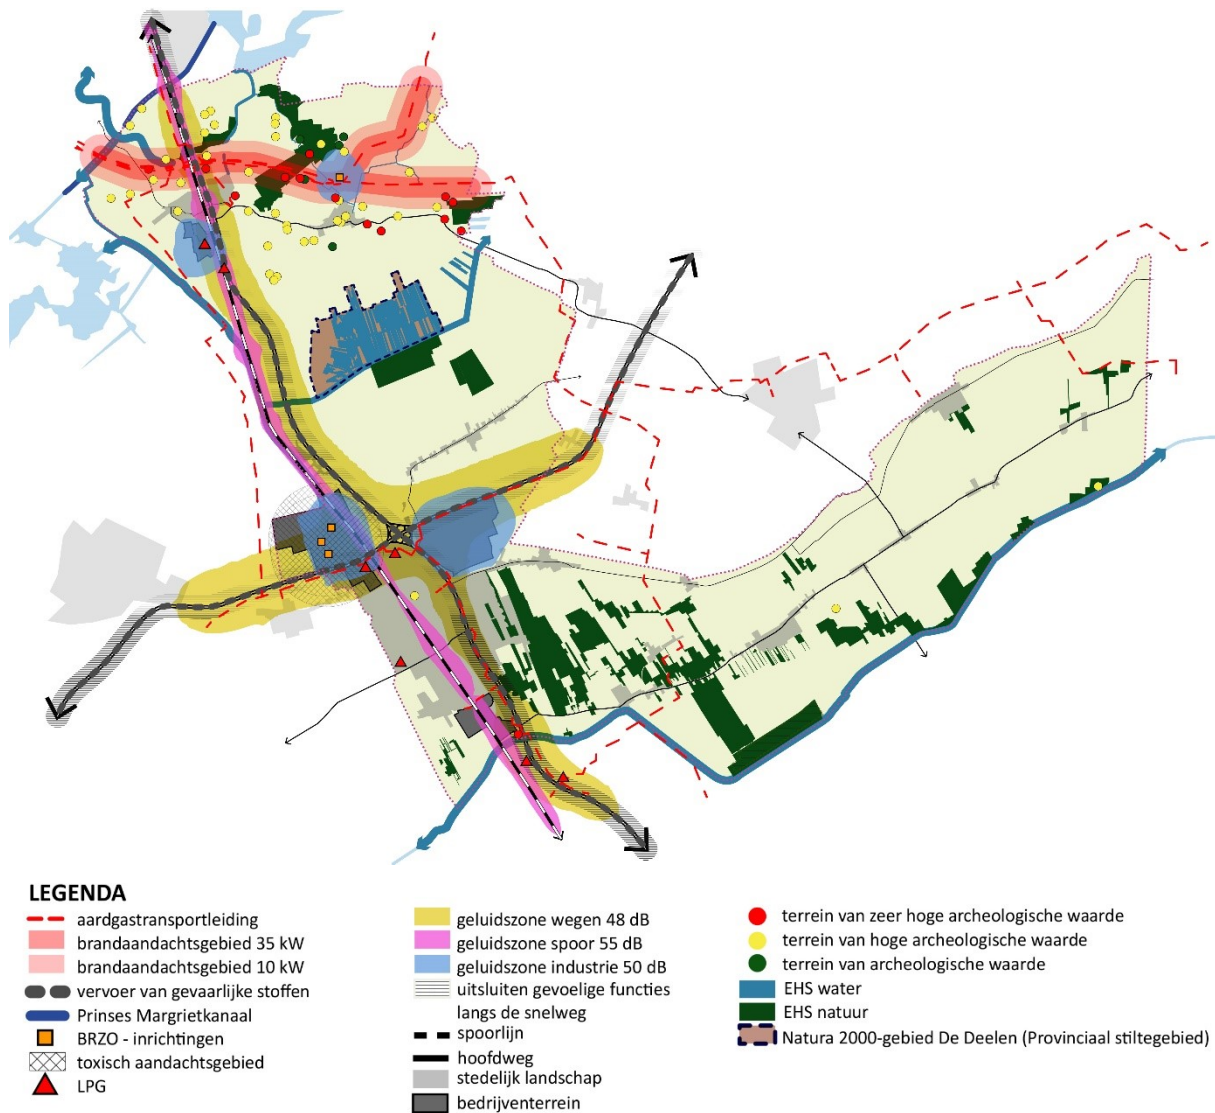 LEGENDA
aardgastransportleiding
brandaandachtsgebied 35 kW
brandaandachtsgebied 10 kW
vervoer van gevaarlijke stoffen
Prinses Margrietkanaal
BRZO - inrichtingen
toxisch aandachtsgebied
LPG
geluidszone wegen 48 dB
geluidszone spoor 55 dB
geluidszone industrie 50 dB
uitsluiten gevoelige functies
langs de snelweg
spoorlijn
hoofdweg
stedelijk landschap
bedrijventerrein
terrein van zeer hoge archeologische waarde
terrein van hoge archeologische waarde
terrein van archeologische waarde
EHS water
EHS natuur
Natura 2000-gebied De Deelen (Provinciaal stiltegebied)